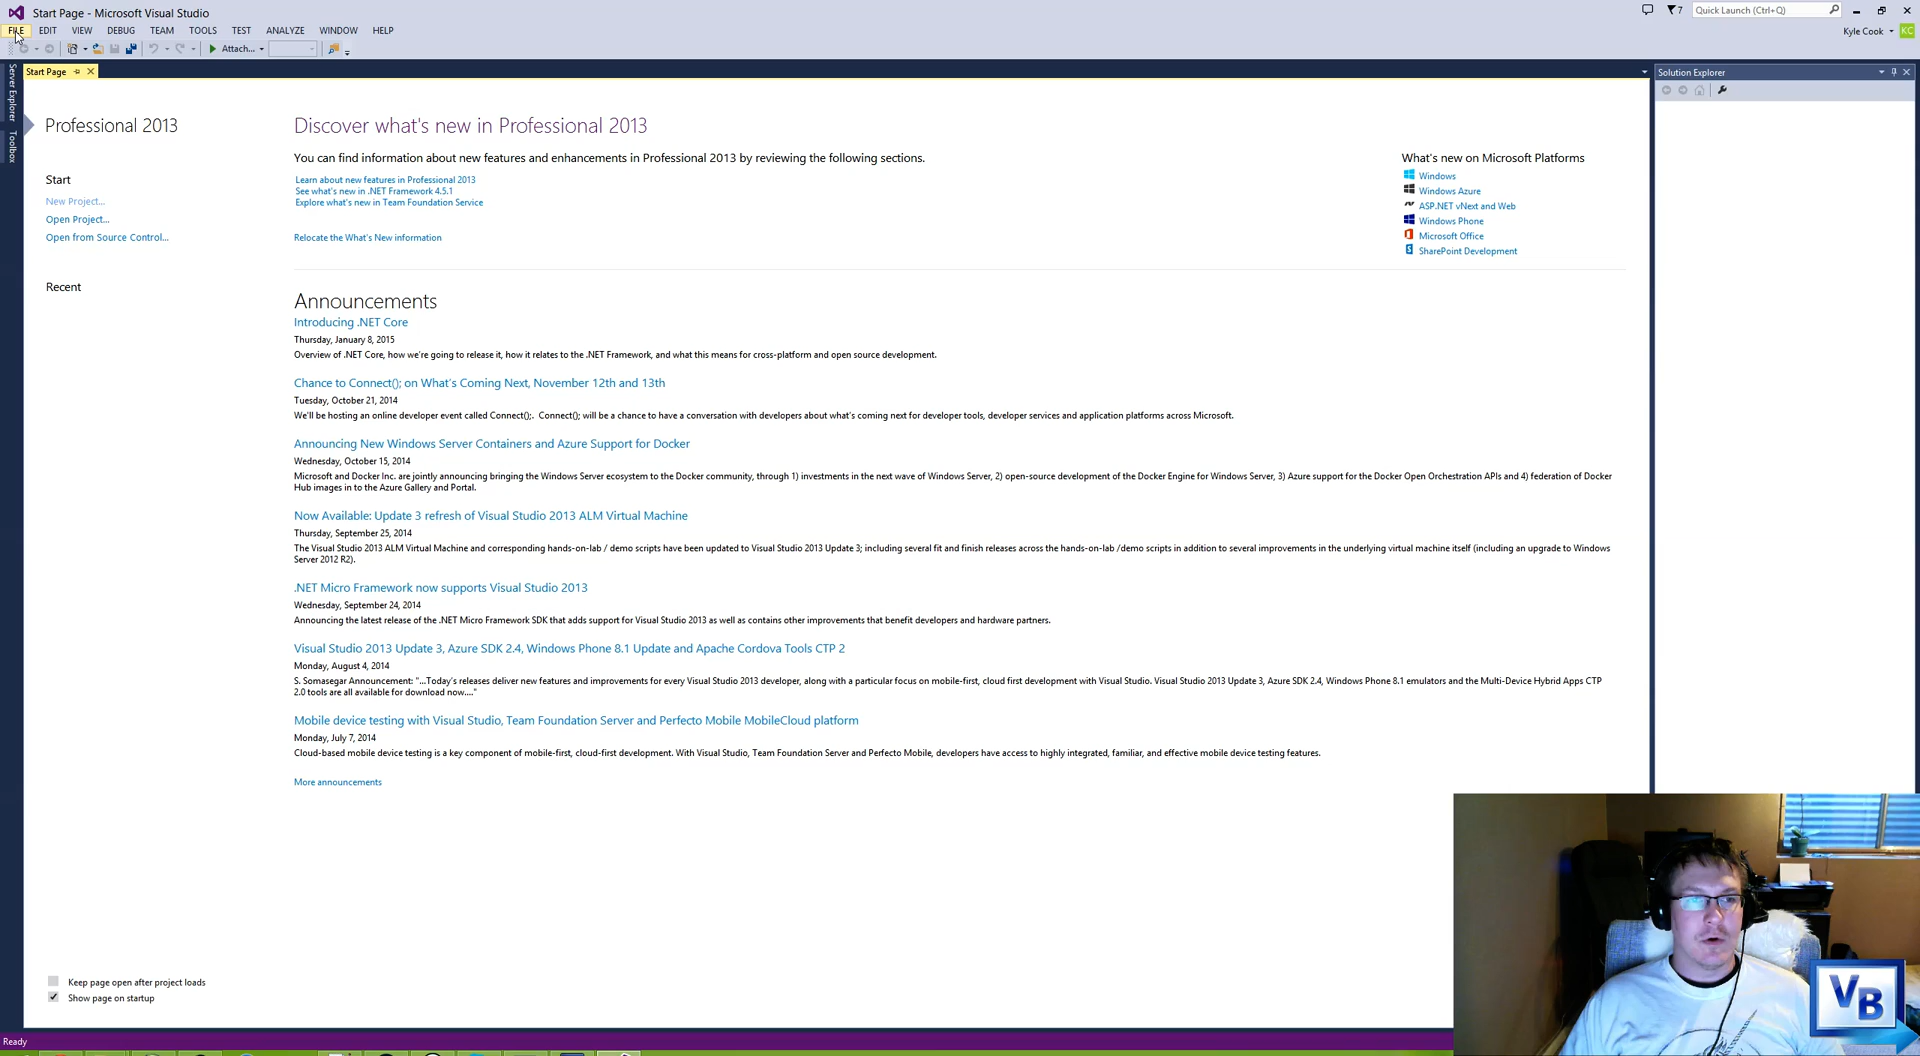 Start Page - Microsoft Visual Studio
7
Quick Launch (Ctrl+Q)
FILE EDIT VIEW DEBUG TEAM TOOLS TEST ANALYZE WINDOW HELP
Kyle Cook
KC
Attach...
Server Explorer
Toolbox
Start Page
Solution Explorer
Professional 2013
Start
New Project...
Open Project...
Open from Source Control...
Recent
Discover what's new in Professional 2013
You can find information about new features and enhancements in Professional 2013 by reviewing the following sections.
Learn about new features in Professional 2013
See what's new in .NET Framework 4.5.1
Explore what's new in Team Foundation Service
Relocate the What's New information
What's new on Microsoft Platforms
Windows
Windows Azure
ASP.NET vNext and Web
Windows Phone
Microsoft Office
SharePoint Development
Announcements
Introducing .NET Core
Thursday, January 8, 2015
Overview of .NET Core, how we're going to release it, how it relates to the .NET Framework, and what this means for cross-platform and open source development.
Chance to Connect(); on What's Coming Next, November 12th and 13th
Tuesday, October 21, 2014
We'll be hosting an online developer event called Connect();. Connect(); will be a chance to have a conversation with developers about what's coming next for developer tools, developer services and application platforms across Microsoft.
Announcing New Windows Server Containers and Azure Support for Docker
Wednesday, October 15, 2014
Microsoft and Docker Inc. are jointly announcing bringing the Windows Server ecosystem to the Docker community, through 1) investments in the next wave of Windows Server, 2) open-source development of the Docker Engine for Windows Server, 3) Azure support for the Docker Open Orchestration APIs and 4) federation of Docker
Hub images in to the Azure Gallery and Portal.
Now Available: Update 3 refresh of Visual Studio 2013 ALM Virtual Machine
Thursday, September 25, 2014
The Visual Studio 2013 ALM Virtual Machine and corresponding hands-on-lab / demo scripts have been updated to Visual Studio 2013 Update 3; including several fit and finish releases across the hands-on-lab /demo scripts in addition to several improvements in the underlying virtual machine itself (including an upgrade to Windows
Server 2012 R2).
.NET Micro Framework now supports Visual Studio 2013
Wednesday, September 24, 2014
Announcing the latest release of the .NET Micro Framework SDK that adds support for Visual Studio 2013 as well as contains other improvements that benefit developers and hardware partners.
Visual Studio 2013 Update 3, Azure SDK 2.4, Windows Phone 8.1 Update and Apache Cordova Tools CTP 2
Monday, August 4, 2014
S. Somasegar Announcement: "...Today's releases deliver new features and improvements for every Visual Studio 2013 developer, along with a particular focus on mobile-first, cloud first development with Visual Studio. Visual Studio 2013 Update 3, Azure SDK 2.4, Windows Phone 8.1 emulators and the Multi-Device Hybrid Apps CTP
2.0 tools are all available for download now...."
Mobile device testing with Visual Studio, Team Foundation Server and Perfecto Mobile MobileCloud platform
Monday, July 7, 2014
Cloud-based mobile device testing is a key component of mobile-first, cloud-first development. With Visual Studio, Team Foundation Server and Perfecto Mobile, developers have access to highly integrated, familiar, and effective mobile device testing features.
More announcements
Keep page open after project loads
Show page on startup
Ready
VB